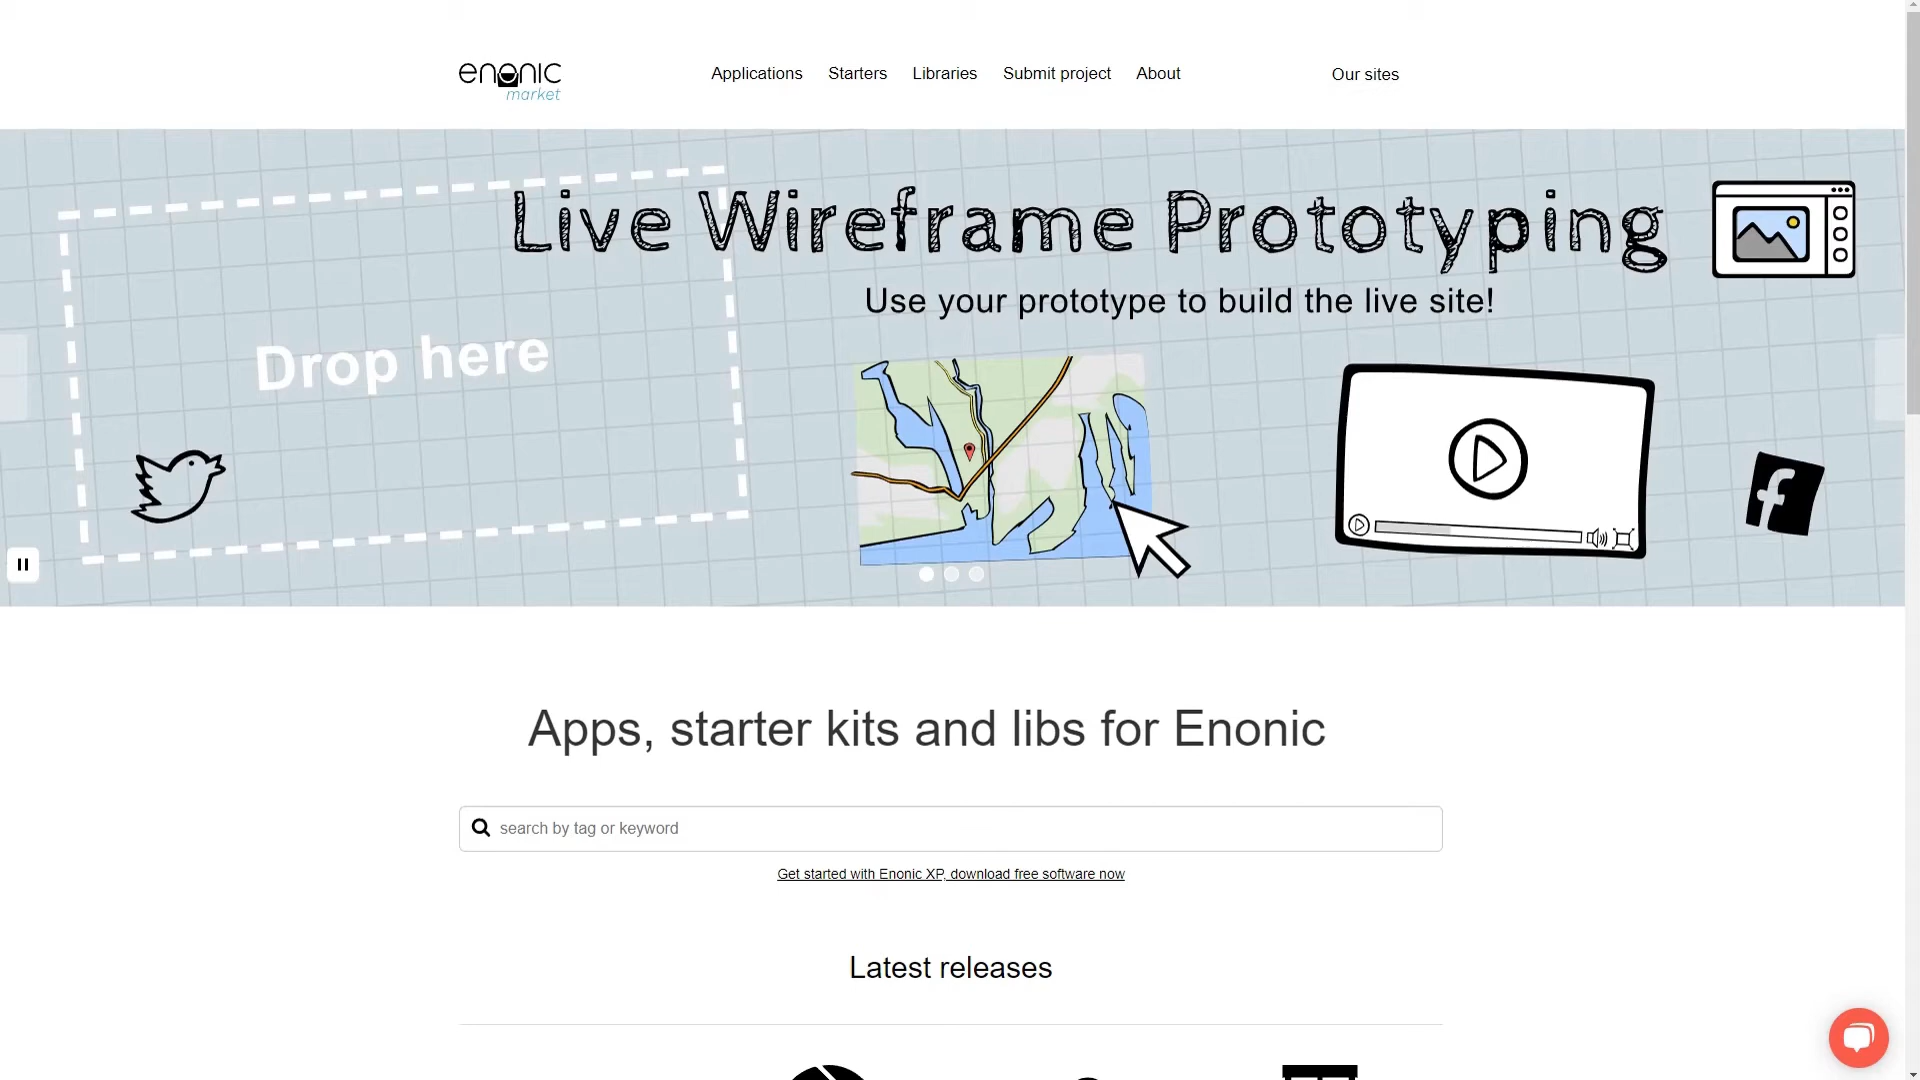 enonic
market
Applications
Starters
Libraries
Submit project
About
Our sites
Live Wireframe Prototyping
Use your prototype to build the live site!
Drop here
Apps, starter kits and libs for Enonic
search by tag or keyword
Get started with Enonic XP, download free software now
Latest releases